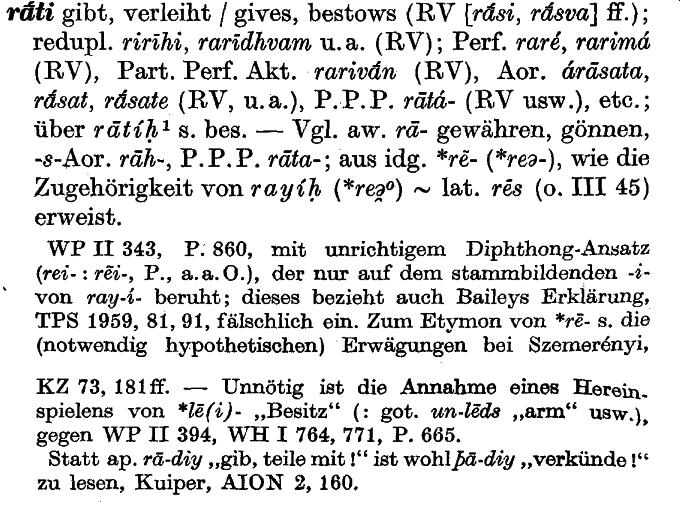 rā́ti gibt, verleiht / gives, bestows (RV [rā́si, rā́sva] ff.);
redupl. rirīhi, rarīdhvam u. a. (RV); Perf. raré, rarimá
(RV), Part. Perf. Akt. rarivā́n (RV), Aor. árāsata,
rā́sat, rā́sate (RV, u. a.), P.P.P. rātá- (RV usw.), etc.;
über rātíḥ¹ s. bes. — Vgl. aw. rā- gewähren, gönnen,
-s-Aor. rāh-, P.P.P. rāta-; aus idg. *rē- (*reə-), wie die
Zugehörigkeit von rayíḥ (*reə̯⁰) ~ lat. rēs (o. III 45)
erweist.
WP II 343, P. 860, mit unrichtigem Diphthong-Ansatz
(rei- : rēi-, P., a. a. O.), der nur auf dem stammbildenden -i-
von ray-í- beruht; dieses bezieht auch Baileys Erklärung,
TPS 1959, 81, 91, fälschlich ein. Zum Etymon von *rē- s. die
(notwendig hypothetischen) Erwägungen bei Szemerényi,
KZ 73, 181 ff. — Unnötig ist die Annahme eines Herein-
spielens von *lē(i)- „Besitz“ (: got. un-lēds „arm“ usw.),
gegen WP II 394, WH I 764, 771, P. 665.
Statt ap. rā-diy „gib, teile mit!“ ist wohl þā-diy „verkünde!“
zu lesen, Kuiper, AION 2, 160.